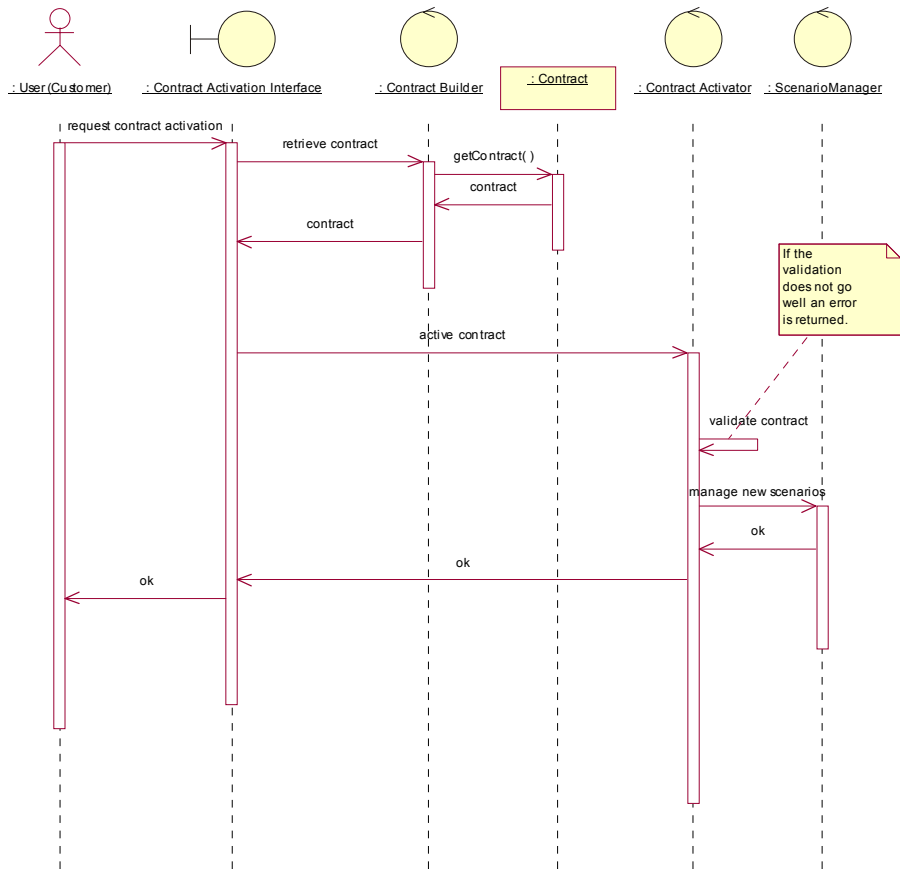 : User (Customer)
: Contract Activation Interface
: Contract Builder
: Contract
: Contract Activator
: ScenarioManager
request contract activation
retrieve contract
getContract( )
contract
contract
If the
validation
does not go
well an error
is returned.
active contract
validate contract
manage new scenarios
ok
ok
ok